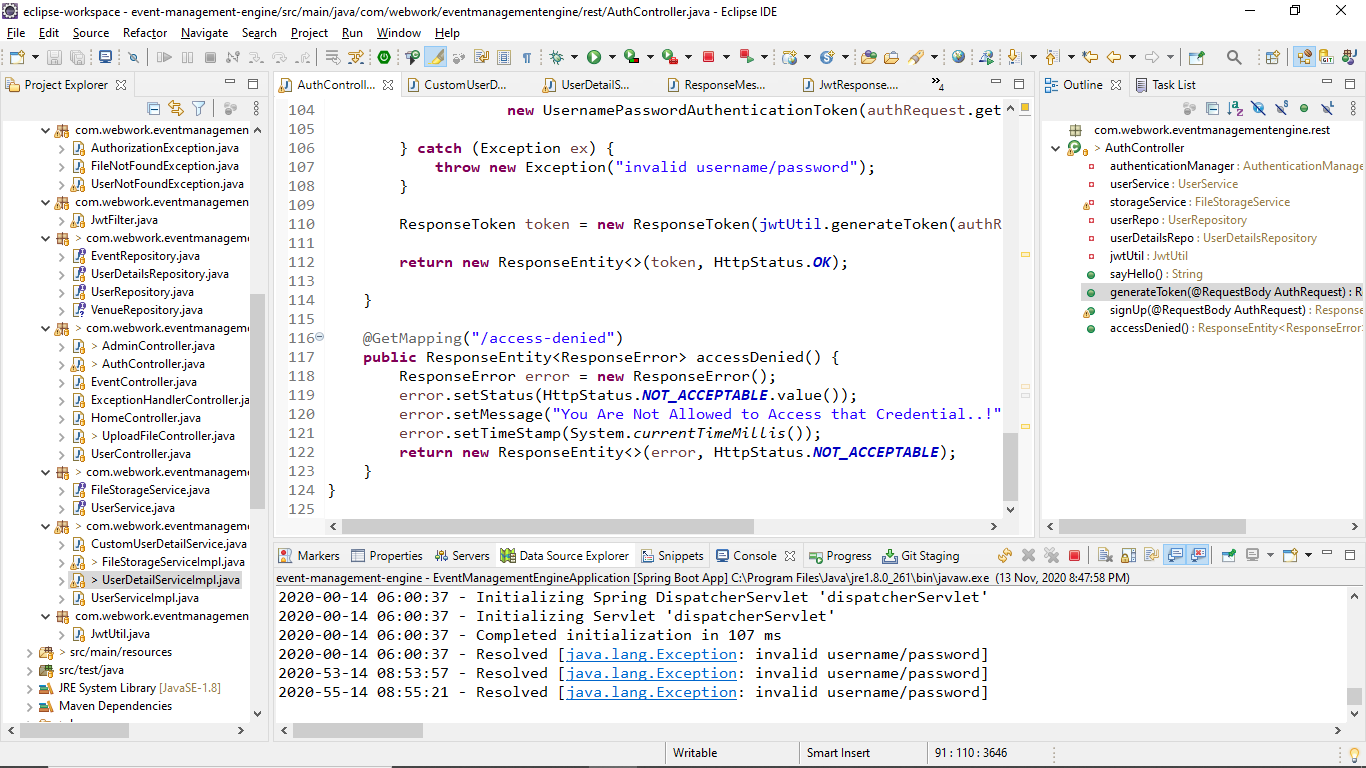 eclipse-workspace - event-management-engine/src/main/java/com/webwork/eventmanagementengine/rest/AuthController.java - Eclipse IDE
File Edit Source Refactor Navigate Search Project Run Window Help
Project Explorer
com.webwork.eventmanagemen
AuthorizationException.java
FileNotFoundException.java
UserNotFoundException.java
com.webwork.eventmanagemen
JwtFilter.java
> com.webwork.eventmanageme
EventRepository.java
UserDetailsRepository.java
UserRepository.java
VenueRepository.java
> com.webwork.eventmanageme
> AdminController.java
> AuthController.java
EventController.java
ExceptionHandlerController.ja
HomeController.java
> UploadFileController.java
UserController.java
> com.webwork.eventmanageme
FileStorageService.java
UserService.java
> com.webwork.eventmanageme
CustomUserDetailService.java
> FileStorageServiceImpl.java
> UserDetailServiceImpl.java
UserServiceImpl.java
com.webwork.eventmanagemen
JwtUtil.java
> src/main/resources
src/test/java
JRE System Library [JavaSE-1.8]
Maven Dependencies
AuthControll... CustomUserD... UserDetailS... ResponseMes... JwtResponse.... »4
104 new UsernamePasswordAuthenticationToken(authRequest.get
105
106 } catch (Exception ex) {
107 throw new Exception("invalid username/password");
108 }
109
110 ResponseToken token = new ResponseToken(jwtUtil.generateToken(authR
111
112 return new ResponseEntity<>(token, HttpStatus.OK);
113
114 }
115
116 @GetMapping("/access-denied")
117 public ResponseEntity<ResponseError> accessDenied() {
118 ResponseError error = new ResponseError();
119 error.setStatus(HttpStatus.NOT_ACCEPTABLE.value());
120 error.setMessage("You Are Not Allowed to Access that Credential..!"
121 error.setTimeStamp(System.currentTimeMillis());
122 return new ResponseEntity<>(error, HttpStatus.NOT_ACCEPTABLE);
123 }
124 }
125
Outline Task List
com.webwork.eventmanagementengine.rest
> AuthController
authenticationManager : AuthenticationManage
userService : UserService
storageService : FileStorageService
userRepo : UserRepository
userDetailsRepo : UserDetailsRepository
jwtUtil : JwtUtil
sayHello() : String
generateToken(@RequestBody AuthRequest) : R
signUp(@RequestBody AuthRequest) : Response
accessDenied() : ResponseEntity<ResponseError>
Markers Properties Servers Data Source Explorer Snippets Console Progress Git Staging
event-management-engine - EventManagementEngineApplication [Spring Boot App] C:\Program Files\Java\jre1.8.0_261\bin\javaw.exe (13 Nov, 2020 8:47:58 PM)
2020-00-14 06:00:37 - Initializing Spring DispatcherServlet 'dispatcherServlet'
2020-00-14 06:00:37 - Initializing Servlet 'dispatcherServlet'
2020-00-14 06:00:37 - Completed initialization in 107 ms
2020-00-14 06:00:37 - Resolved [java.lang.Exception: invalid username/password]
2020-53-14 08:53:57 - Resolved [java.lang.Exception: invalid username/password]
2020-55-14 08:55:21 - Resolved [java.lang.Exception: invalid username/password]
Writable Smart Insert 91 : 110 : 3646